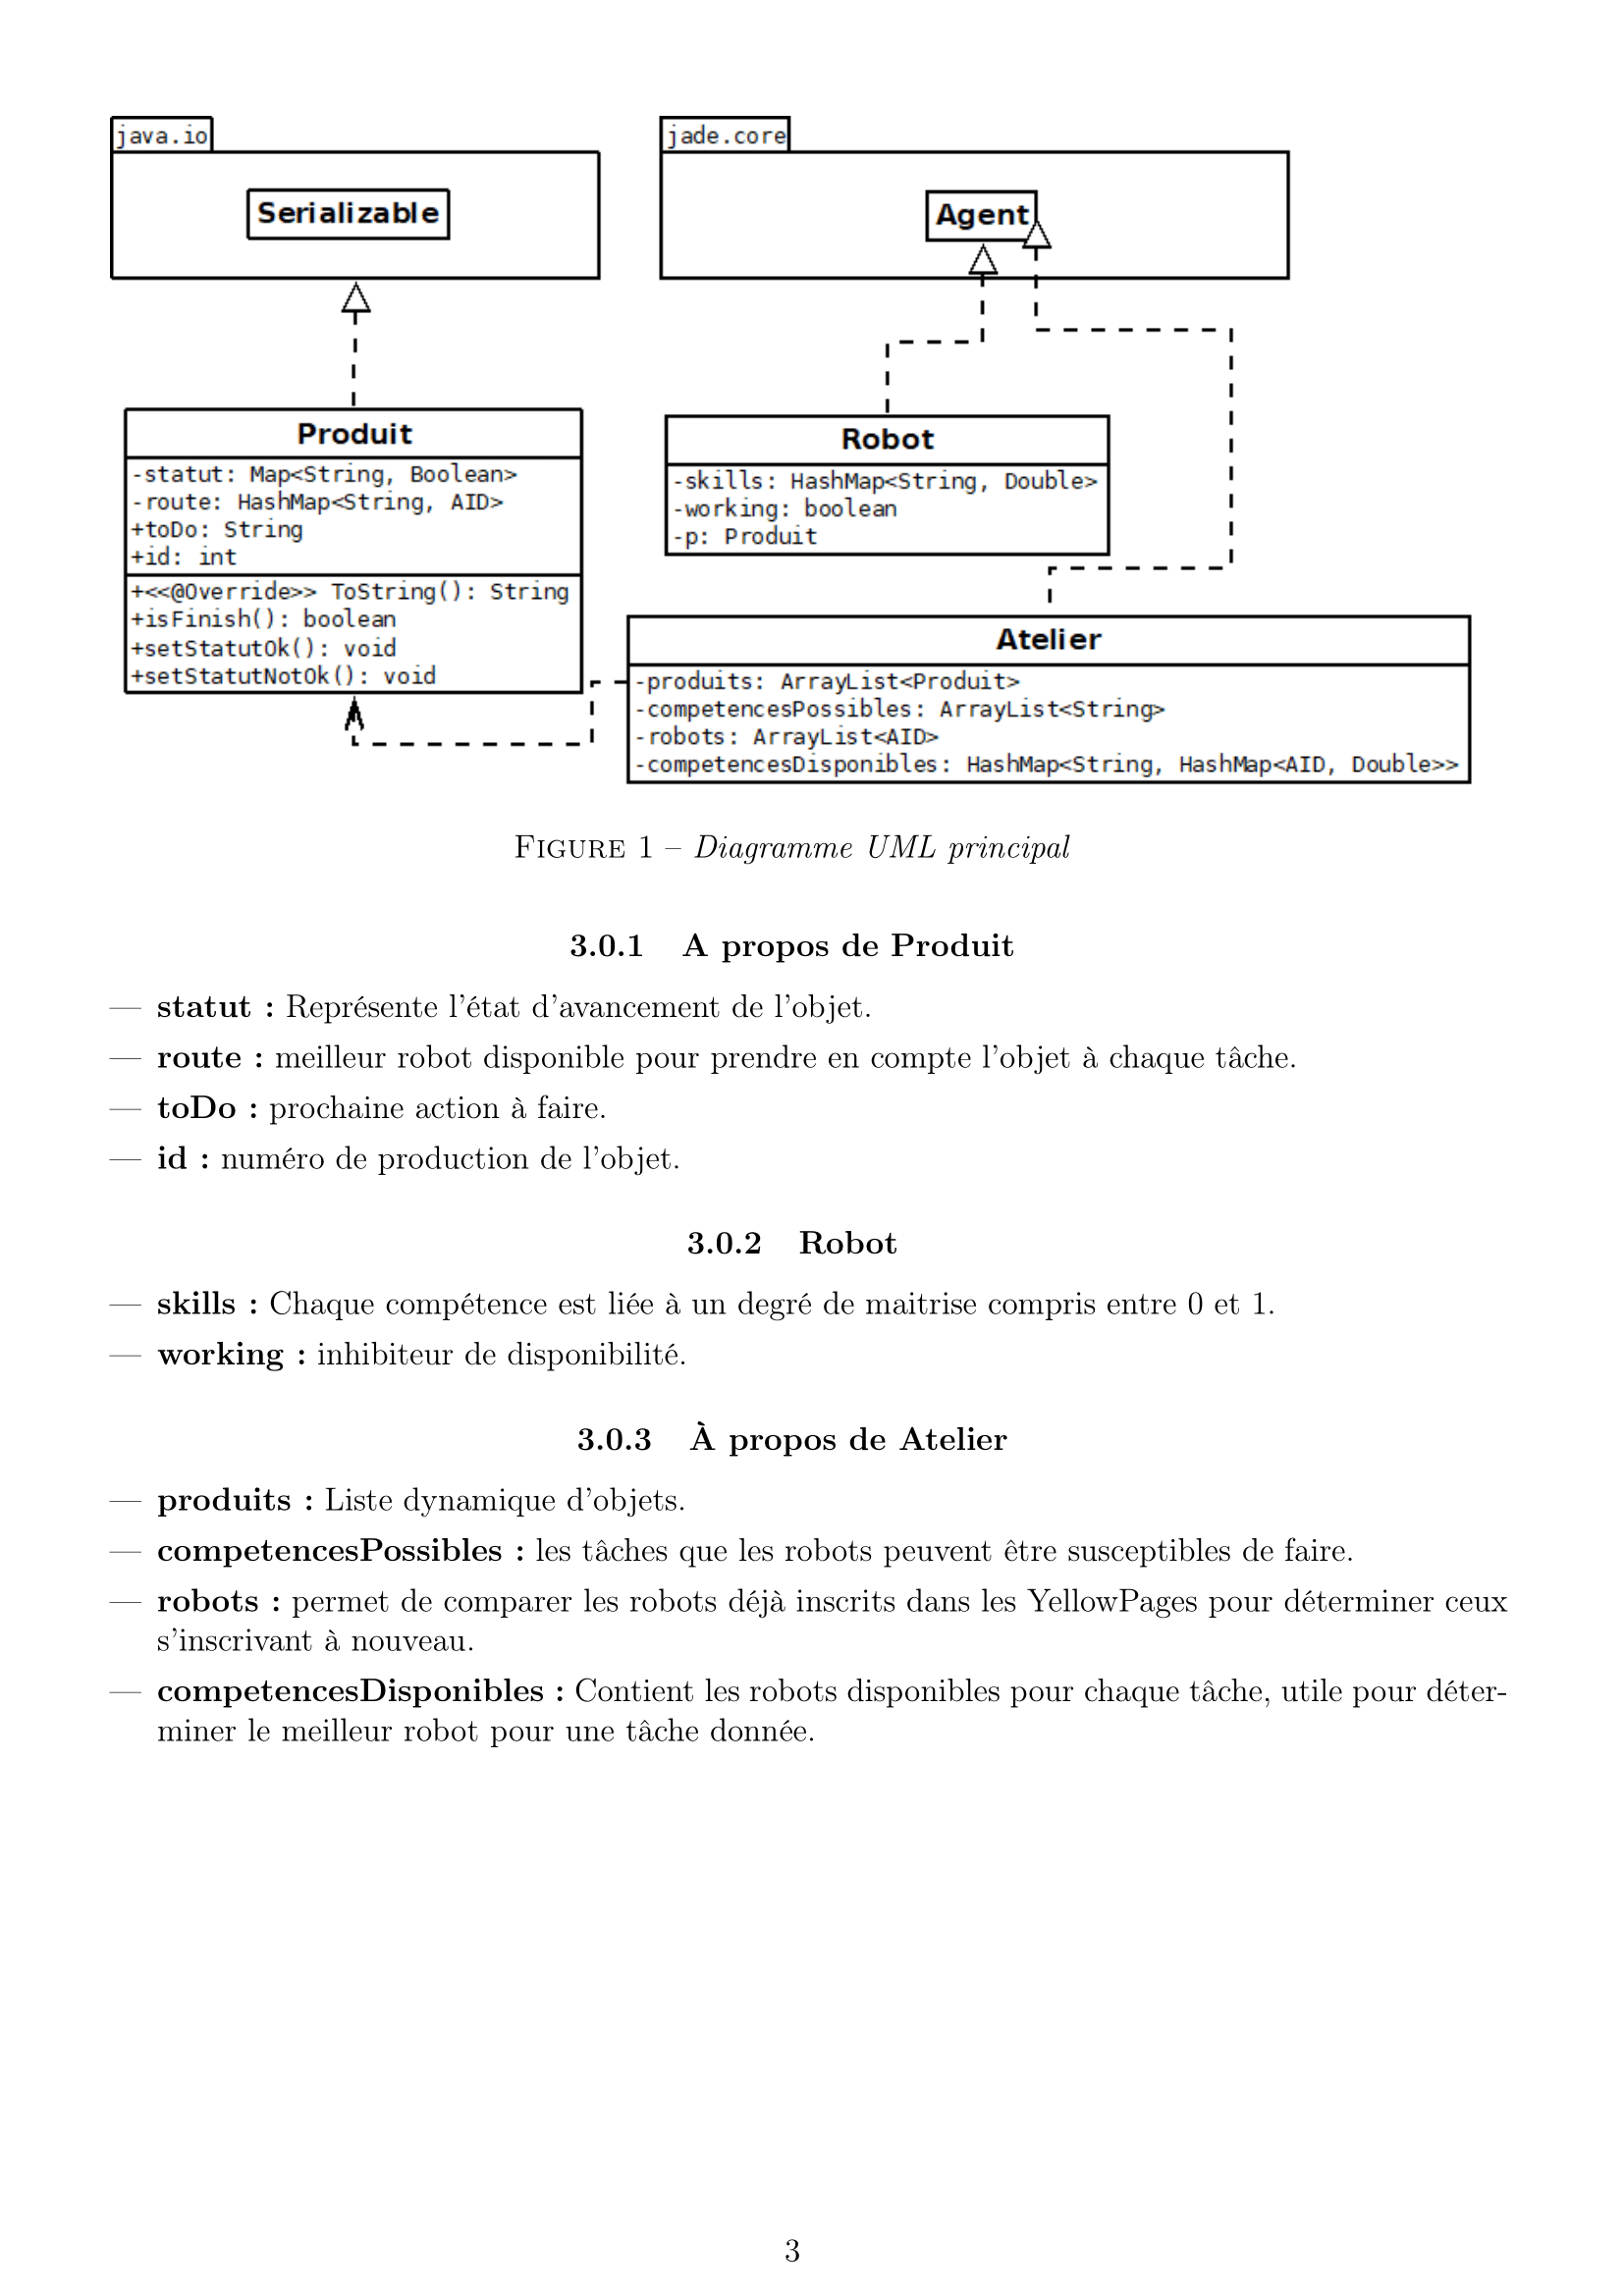 java.io
Serializable
jade.core
Agent
Produit
-statut: Map<String, Boolean>
-route: HashMap<String, AID>
+toDo: String
+id: int
+<<@Override>> ToString(): String
+isFinish(): boolean
+setStatutOk(): void
+setStatutNotOk(): void
Robot
-skills: HashMap<String, Double>
-working: boolean
-p: Produit
Atelier
-produits: ArrayList<Produit>
-competencesPossibles: ArrayList<String>
-robots: ArrayList<AID>
-competencesDisponibles: HashMap<String, HashMap<AID, Double>>
FIGURE 1 – Diagramme UML principal
3.0.1 A propos de Produit
— statut : Représente l'état d'avancement de l'objet.
— route : meilleur robot disponible pour prendre en compte l'objet à chaque tâche.
— toDo : prochaine action à faire.
— id : numéro de production de l'objet.
3.0.2 Robot
— skills : Chaque compétence est liée à un degré de maitrise compris entre 0 et 1.
— working : inhibiteur de disponibilité.
3.0.3 À propos de Atelier
— produits : Liste dynamique d'objets.
— competencesPossibles : les tâches que les robots peuvent être susceptibles de faire.
— robots : permet de comparer les robots déjà inscrits dans les YellowPages pour déterminer ceux
s'inscrivant à nouveau.
— competencesDisponibles : Contient les robots disponibles pour chaque tâche, utile pour déter-
miner le meilleur robot pour une tâche donnée.
3